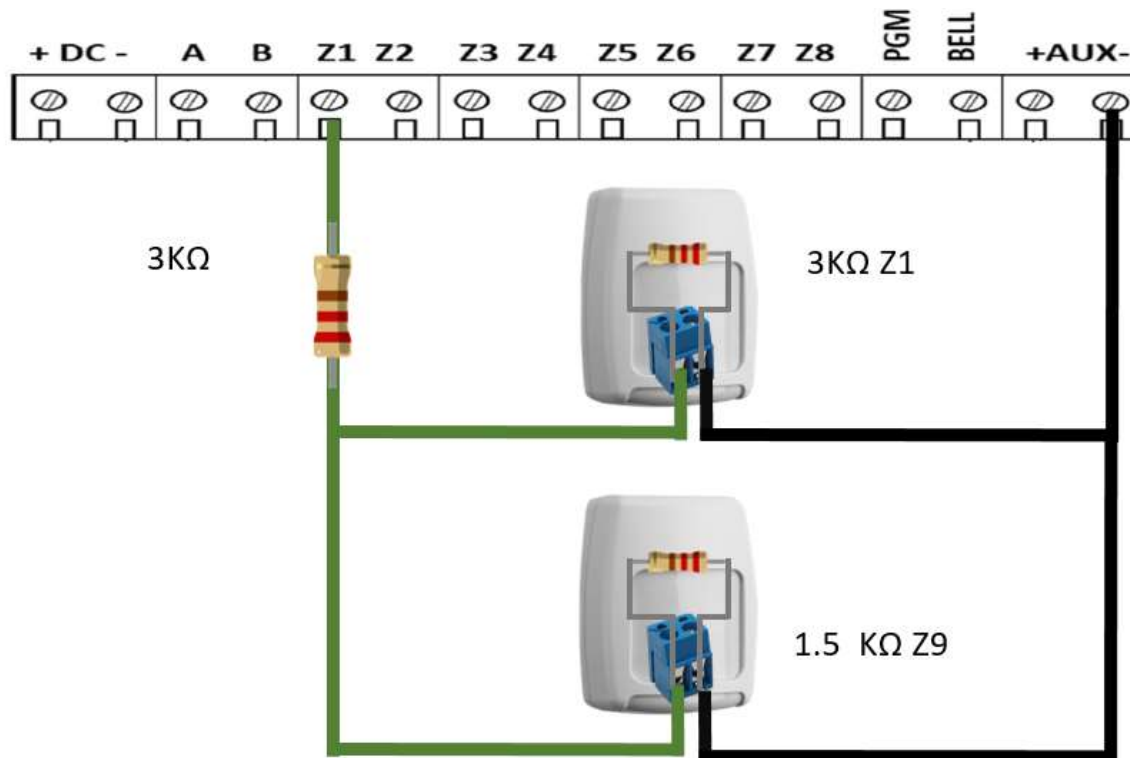 + DC - A B Z1 Z2 Z3 Z4 Z5 Z6 Z7 Z8 PGM BELL +AUX-
3KΩ
3KΩ Z1
1.5 KΩ Z9